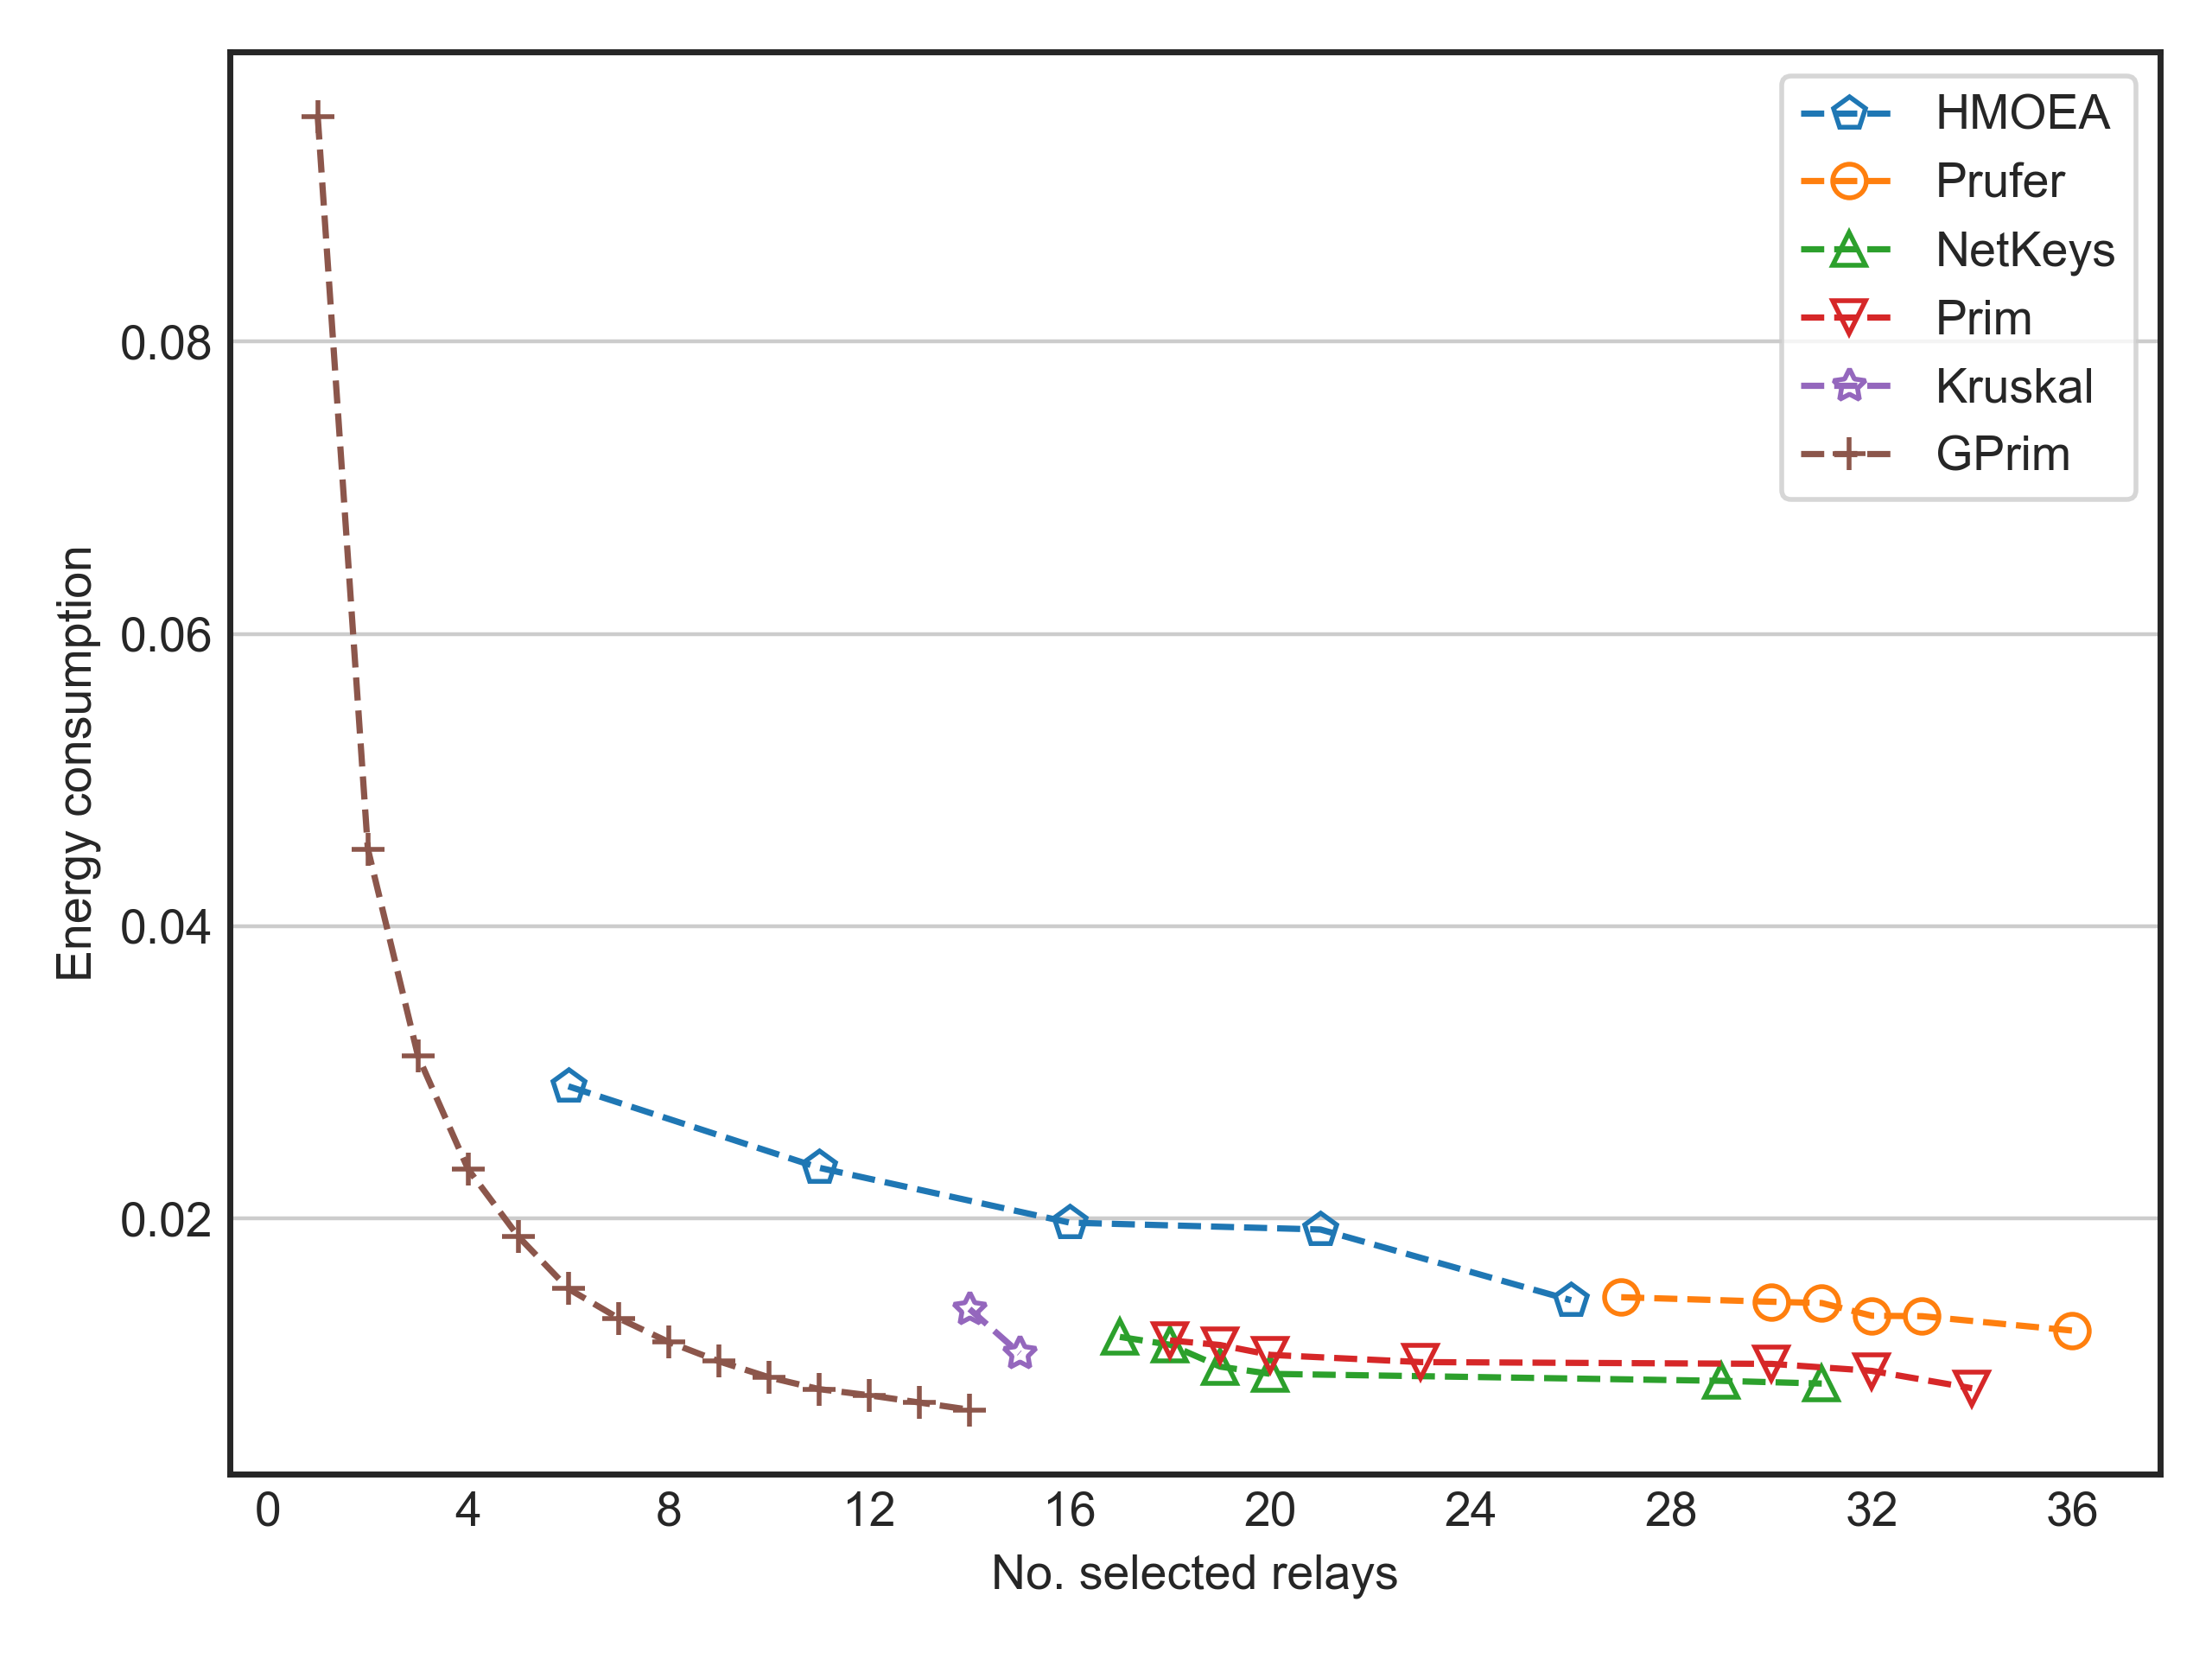 HMOEA
Prufer
NetKeys
Prim
Kruskal
GPrim
0.08
0.06
0.04
0.02
Energy consumption
0 4 8 12 16 20 24 28 32 36
No. selected relays